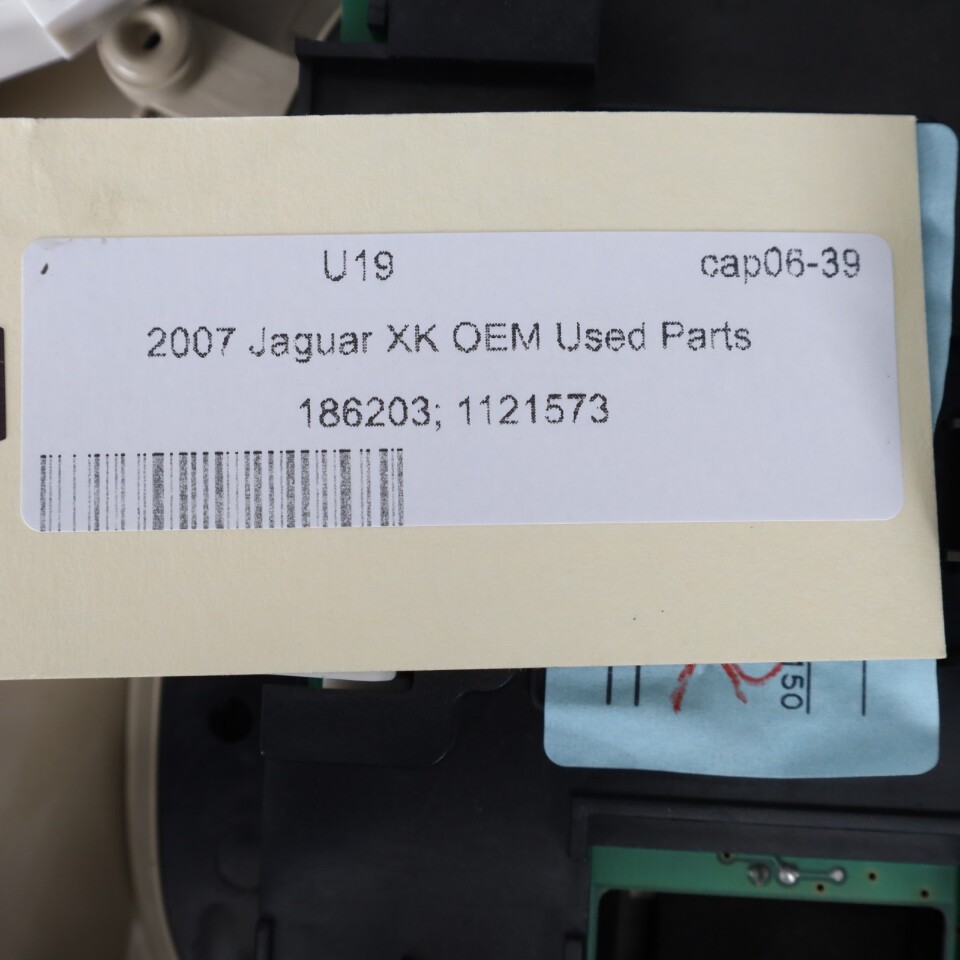 U19 cap06-39
2007 Jaguar XK OEM Used Parts
186203; 1121573
150